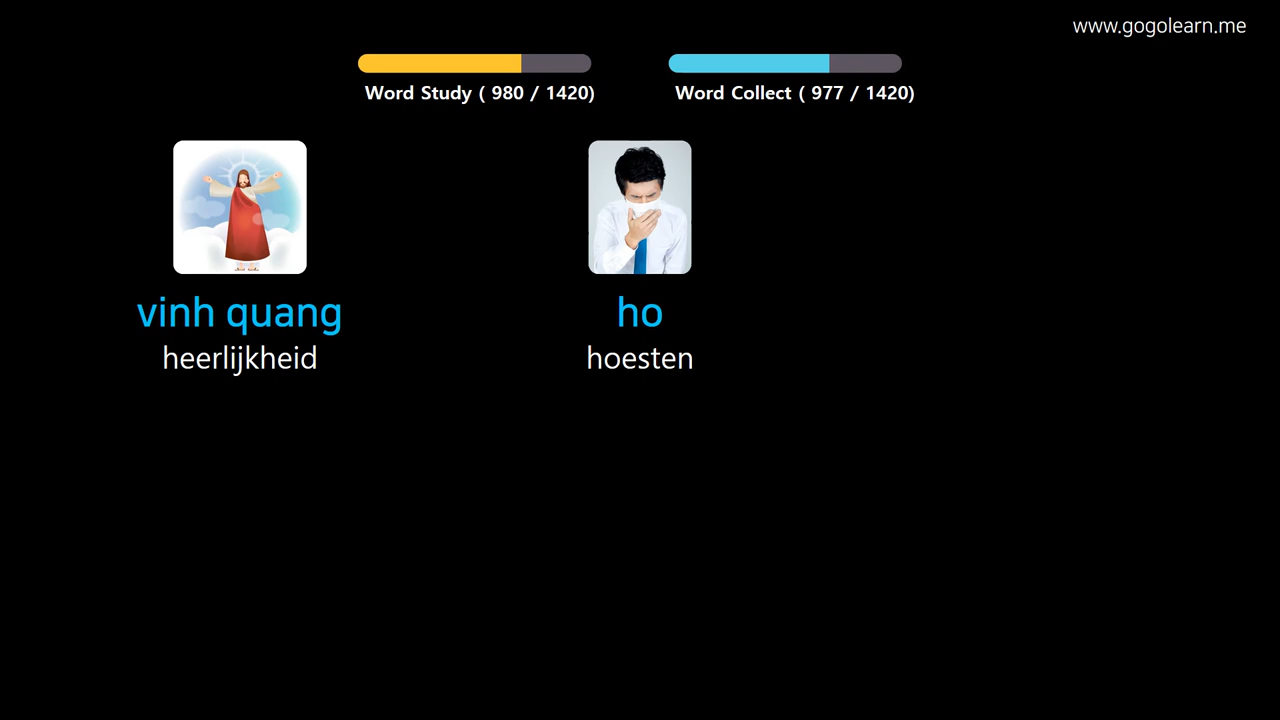 www.gogolearn.me
Word Study ( 980 / 1420)
Word Collect ( 977 / 1420)
vinh quang
heerlijkheid
ho
hoesten